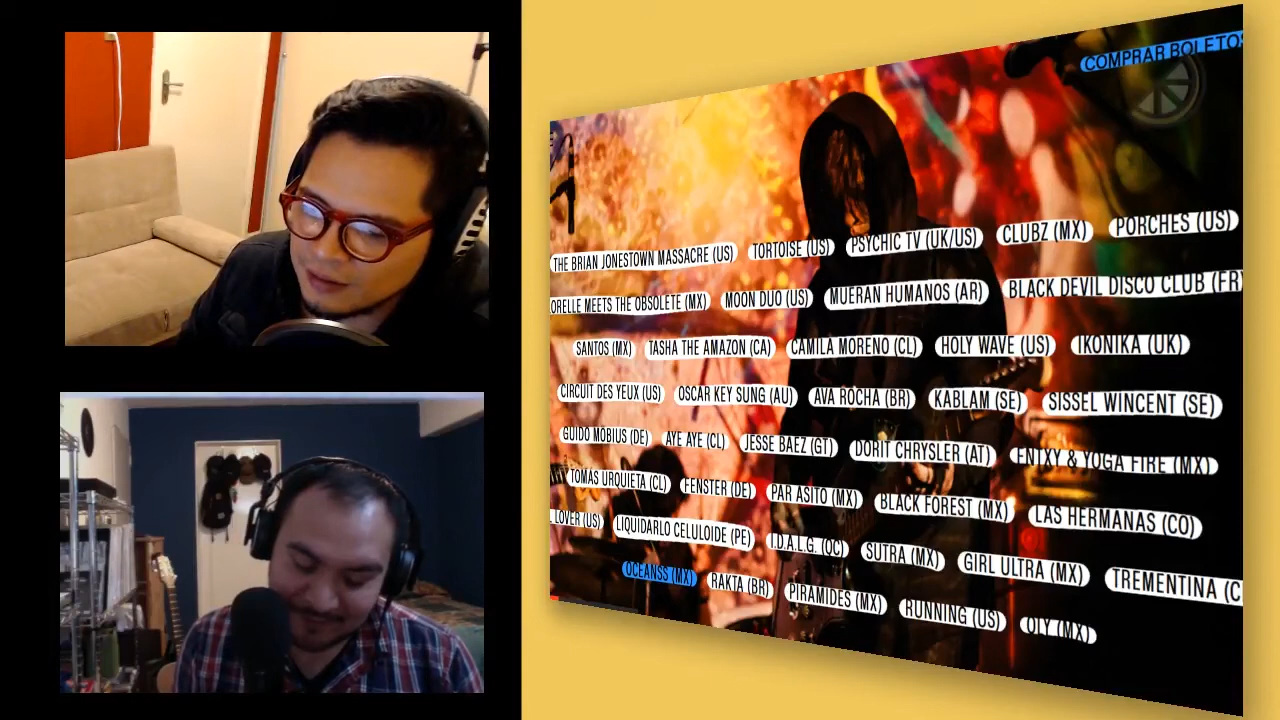 COMPRAR BOLETOS
THE BRIAN JONESTOWN MASSACRE (US) TORTOISE (US) PSYCHIC TV (UK/US) CLUBZ (MX) PORCHES (US)
ORELLE MEETS THE OBSOLETE (MX) MOON DUO (US) MUERAN HUMANOS (AR) BLACK DEVIL DISCO CLUB (FR)
SANTOS (MX) TASHA THE AMAZON (CA) CAMILA MORENO (CL) HOLY WAVE (US) IKONIKA (UK)
CIRCUIT DES YEUX (US) OSCAR KEY SUNG (AU) AVA ROCHA (BR) KABLAM (SE) SISSEL WINCENT (SE)
GUIDO MÖBIUS (DE) AYE AYE (CL) JESSE BAEZ (GT) DORIT CHRYSLER (AT) ENTXY & YOGA FIRE (MX)
TOMÁS URQUIETA (CL) FENSTER (DE) PAR ÁSITO (MX) BLACK FOREST (MX) LAS HERMANAS (CO)
LOVER (US) LIQUIDARLO CELULOIDE (PE) I.D.A.L.G. (QC) SUTRA (MX) GIRL ULTRA (MX) TREMENTINA (C
OCEANSS (MX) RAKTA (BR) PIRÁMIDES (MX) RUNNING (US) OLY (MX)